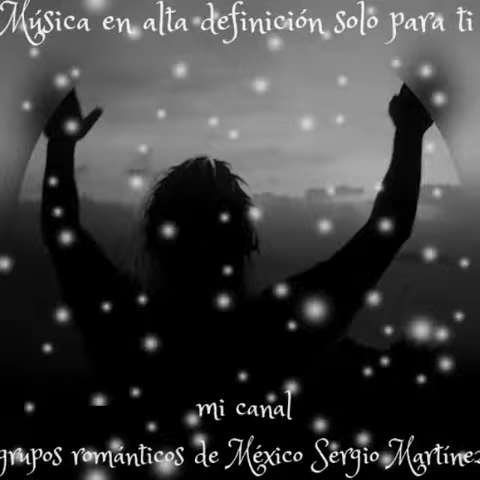 Música en alta definición solo para ti
mi canal
grupos románticos de México Sergio Martínez